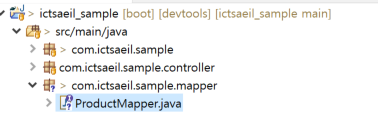 ictsaeil_sample [boot] [devtools] [ictsaeil_sample main]
src/main/java
com.ictsaeil.sample
com.ictsaeil.sample.controller
com.ictsaeil.sample.mapper
ProductMapper.java